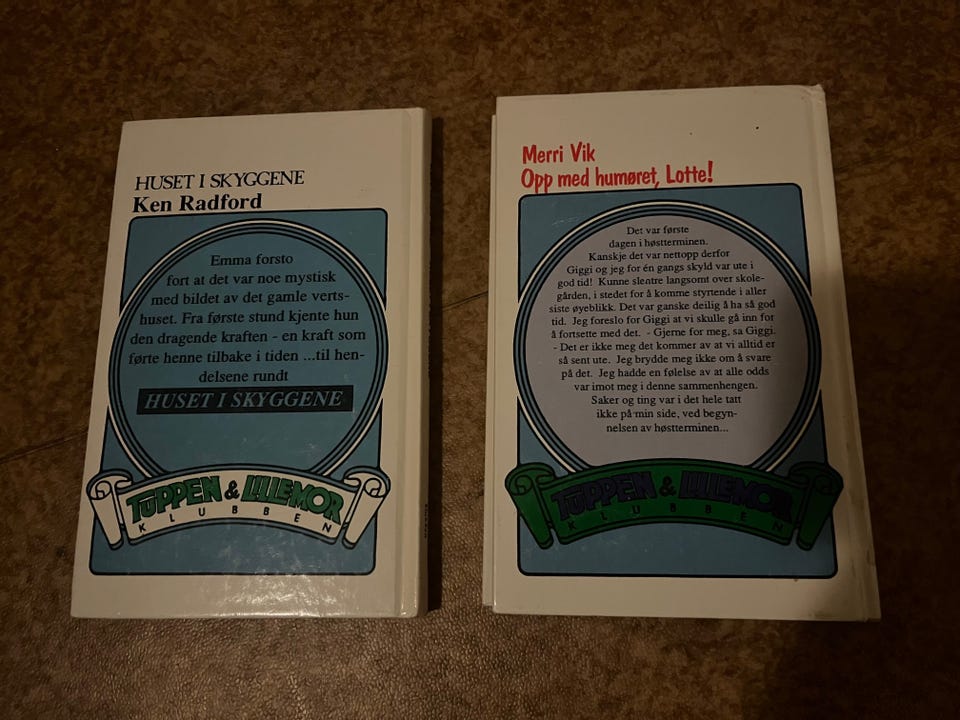 HUSET I SKYGGENE
Ken Radford
Emma forsto
fort at det var noe mystisk
med bildet av det gamle verts-
huset. Fra første stund kjente hun
den dragende kraften - en kraft som
førte henne tilbake i tiden ...til hen-
delsene rundt
HUSET I SKYGGENE
TUPPEN & LILLEMOR
KLUBBEN
Merri Vik
Opp med humøret, Lotte!
Det var første
dagen i høstterminen.
Kanskje det var nettopp derfor
Giggi og jeg for én gangs skyld var ute i
god tid! Kunne slentre langsomt over skole-
gården, i stedet for å komme styrtende i aller
siste øyeblikk. Det var ganske deilig å ha så god
tid. Jeg foreslo for Giggi at vi skulle gå inn for
å fortsette med det. - Gjerne for meg, sa Giggi.
- Det er ikke meg det kommer av at vi alltid er
så sent ute. Jeg brydde meg ikke om å svare
på det. Jeg hadde en følelse av at alle odds
var imot meg i denne sammenhengen.
Saker og ting var i det hele tatt
ikke på min side, ved begyn-
nelsen av høstterminen...
TUPPEN & LILLEMOR
KLUBBEN